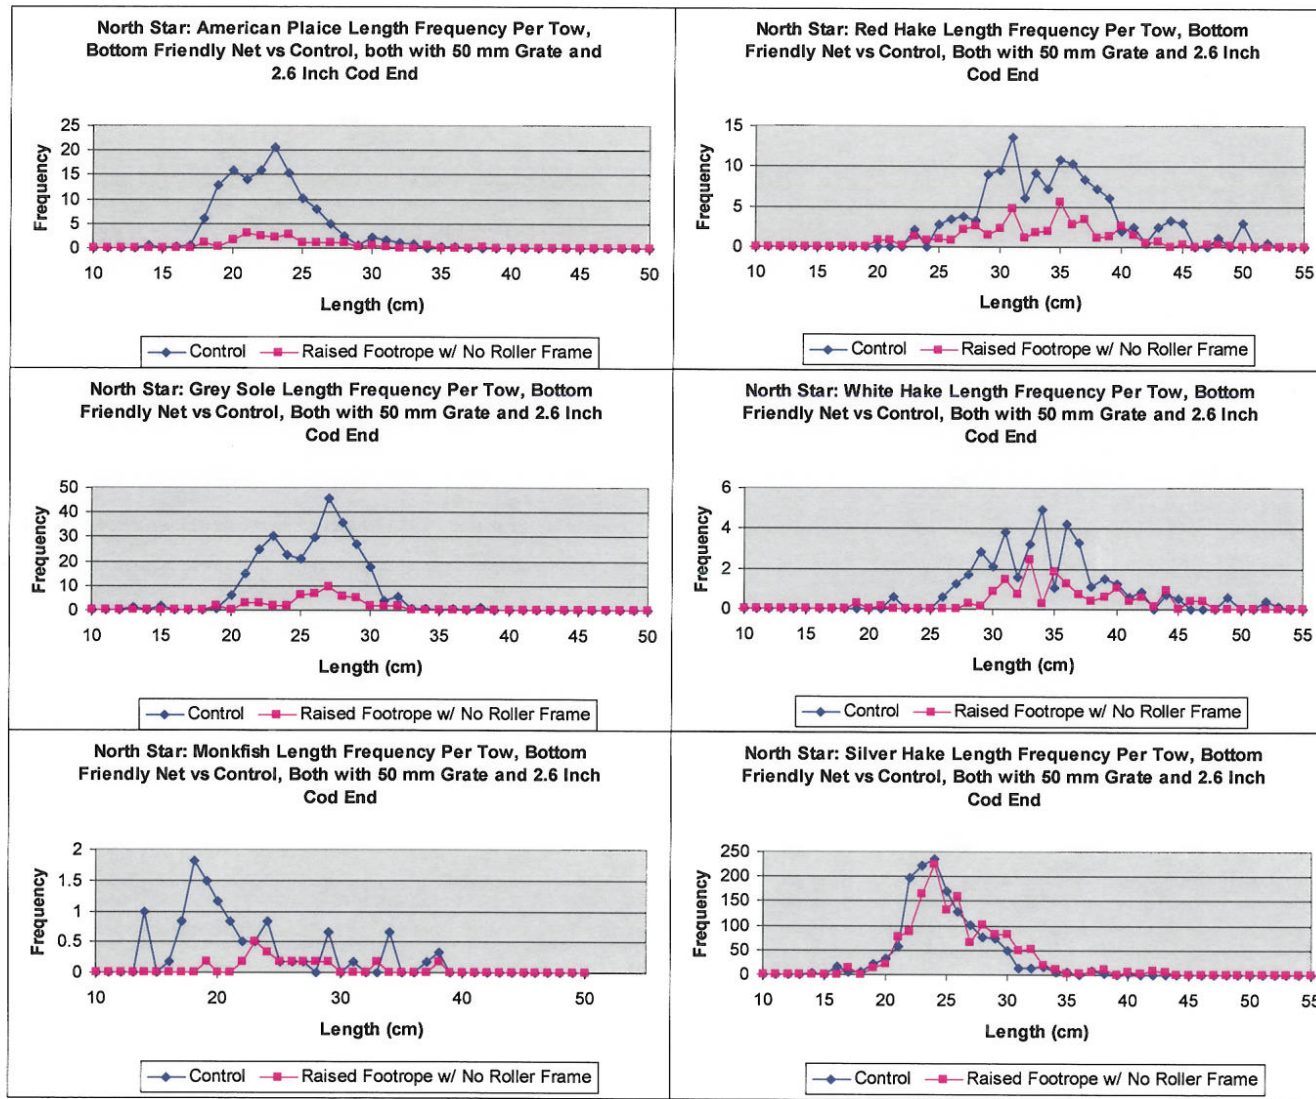 North Star: American Plaice Length Frequency Per Tow,
Bottom Friendly Net vs Control, both with 50 mm Grate and
2.6 Inch Cod End
25
20
15
10
5
0
Frequency
10 20 30 40 50
Length (cm)
Control Raised Footrope w/ No Roller Frame
North Star: Red Hake Length Frequency Per Tow, Bottom
Friendly Net vs Control, Both with 50 mm Grate and 2.6 Inch
Cod End
15
10
5
0
Frequency
10 15 20 25 30 35 40 45 50 55
Length (cm)
Control Raised Footrope w/ No Roller Frame
North Star: Grey Sole Length Frequency Per Tow, Bottom
Friendly Net vs Control, Both with 50 mm Grate and 2.6 Inch
Cod End
50
40
30
20
10
0
Frequency
10 15 20 25 30 35 40 45 50
Length (cm)
Control Raised Footrope w/ No Roller Frame
North Star: White Hake Length Frequency Per Tow, Bottom
Friendly Net vs Control, Both with 50 mm Grate and 2.6 Inch
Cod End
6
4
2
0
Frequency
10 15 20 25 30 35 40 45 50 55
Length (cm)
Control Raised Footrope w/ No Roller Frame
North Star: Monkfish Length Frequency Per Tow, Bottom
Friendly Net vs Control, Both with 50 mm Grate and 2.6 Inch
Cod End
2
1.5
1
0.5
0
Frequency
10 20 30 40 50
Length (cm)
Control Raised Footrope w/ No Roller Frame
North Star: Silver Hake Length Frequency Per Tow, Bottom
Friendly Net vs Control, Both with 50 mm Grate and 2.6 Inch
Cod End
250
200
150
100
50
0
Frequency
10 15 20 25 30 35 40 45 50 55
Length (cm)
Control Raised Footrope w/ No Roller Frame